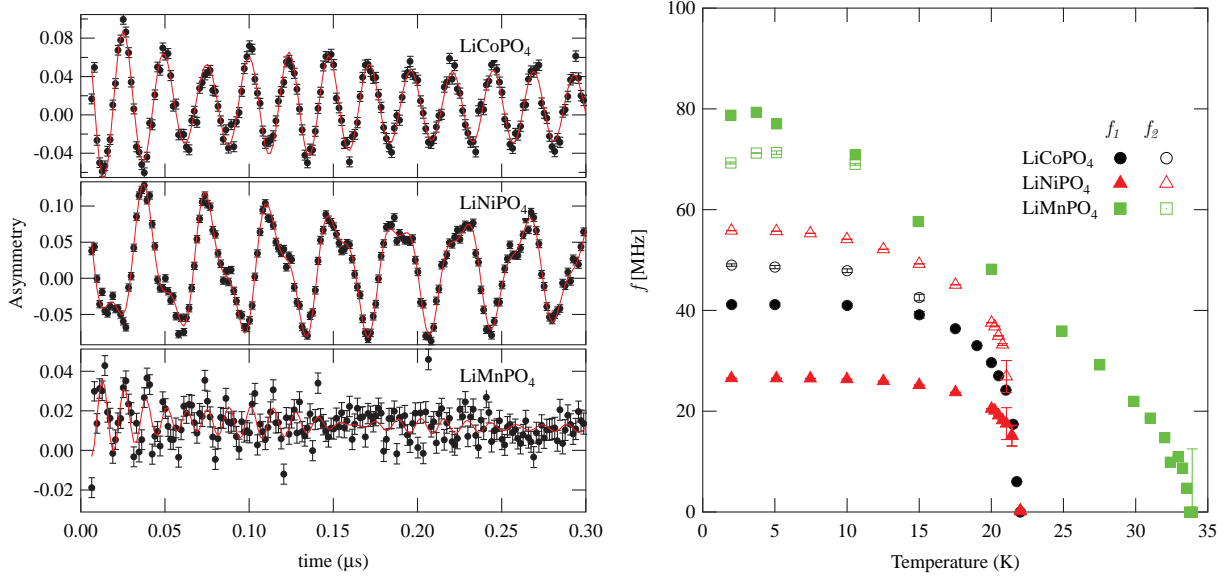 0.08
0.04
0.00
-0.04
LiCoPO4
0.10
0.05
0.00
-0.05
LiNiPO4
Asymmetry
0.04
0.02
0.00
-0.02
LiMnPO4
0.00 0.05 0.10 0.15 0.20 0.25 0.30
time (μs)
100
80
60
40
20
0
f [MHz]
f1 f2
LiCoPO4
LiNiPO4
LiMnPO4
0 5 10 15 20 25 30 35
Temperature (K)